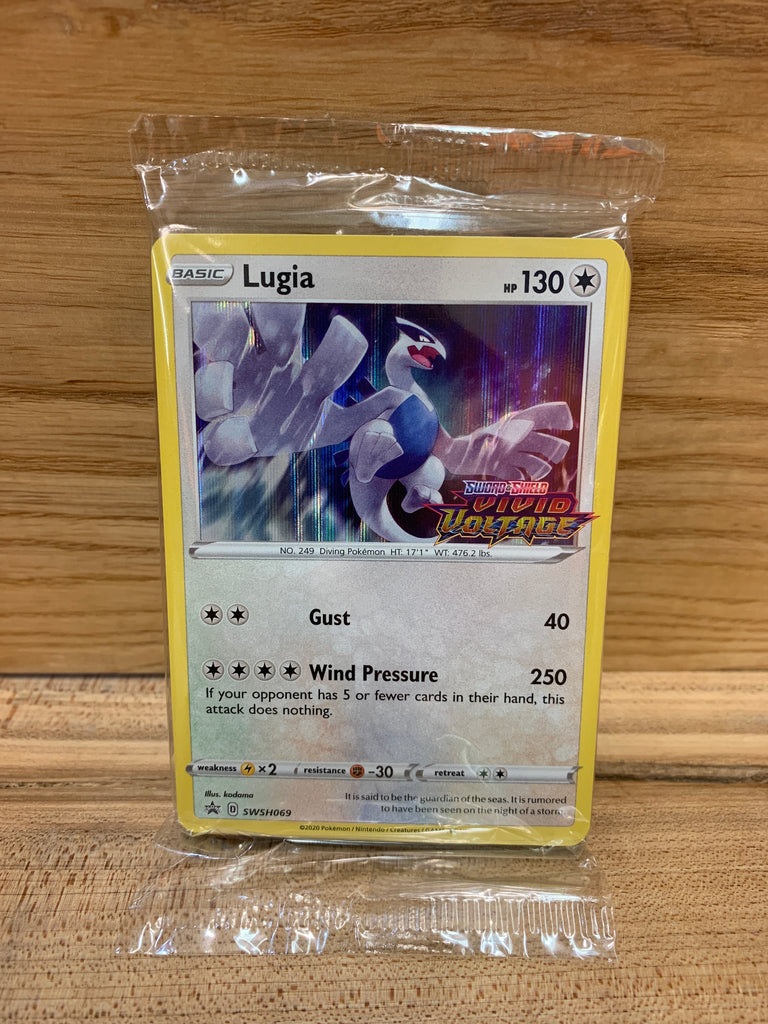 BASIC Lugia HP 130
SWORD & SHIELD
VIVID
VOLTAGE
NO. 249 Diving Pokémon HT: 17'1" WT: 476.2 lbs.
Gust 40
Wind Pressure 250
If your opponent has 5 or fewer cards in their hand, this
attack does nothing.
weakness ×2 resistance -30 retreat
Illus. kodama
It is said to be the guardian of the seas. It is rumored
to have been seen on the night of a storm.
D SWSH069
©2020 Pokémon / Nintendo / Creatures /